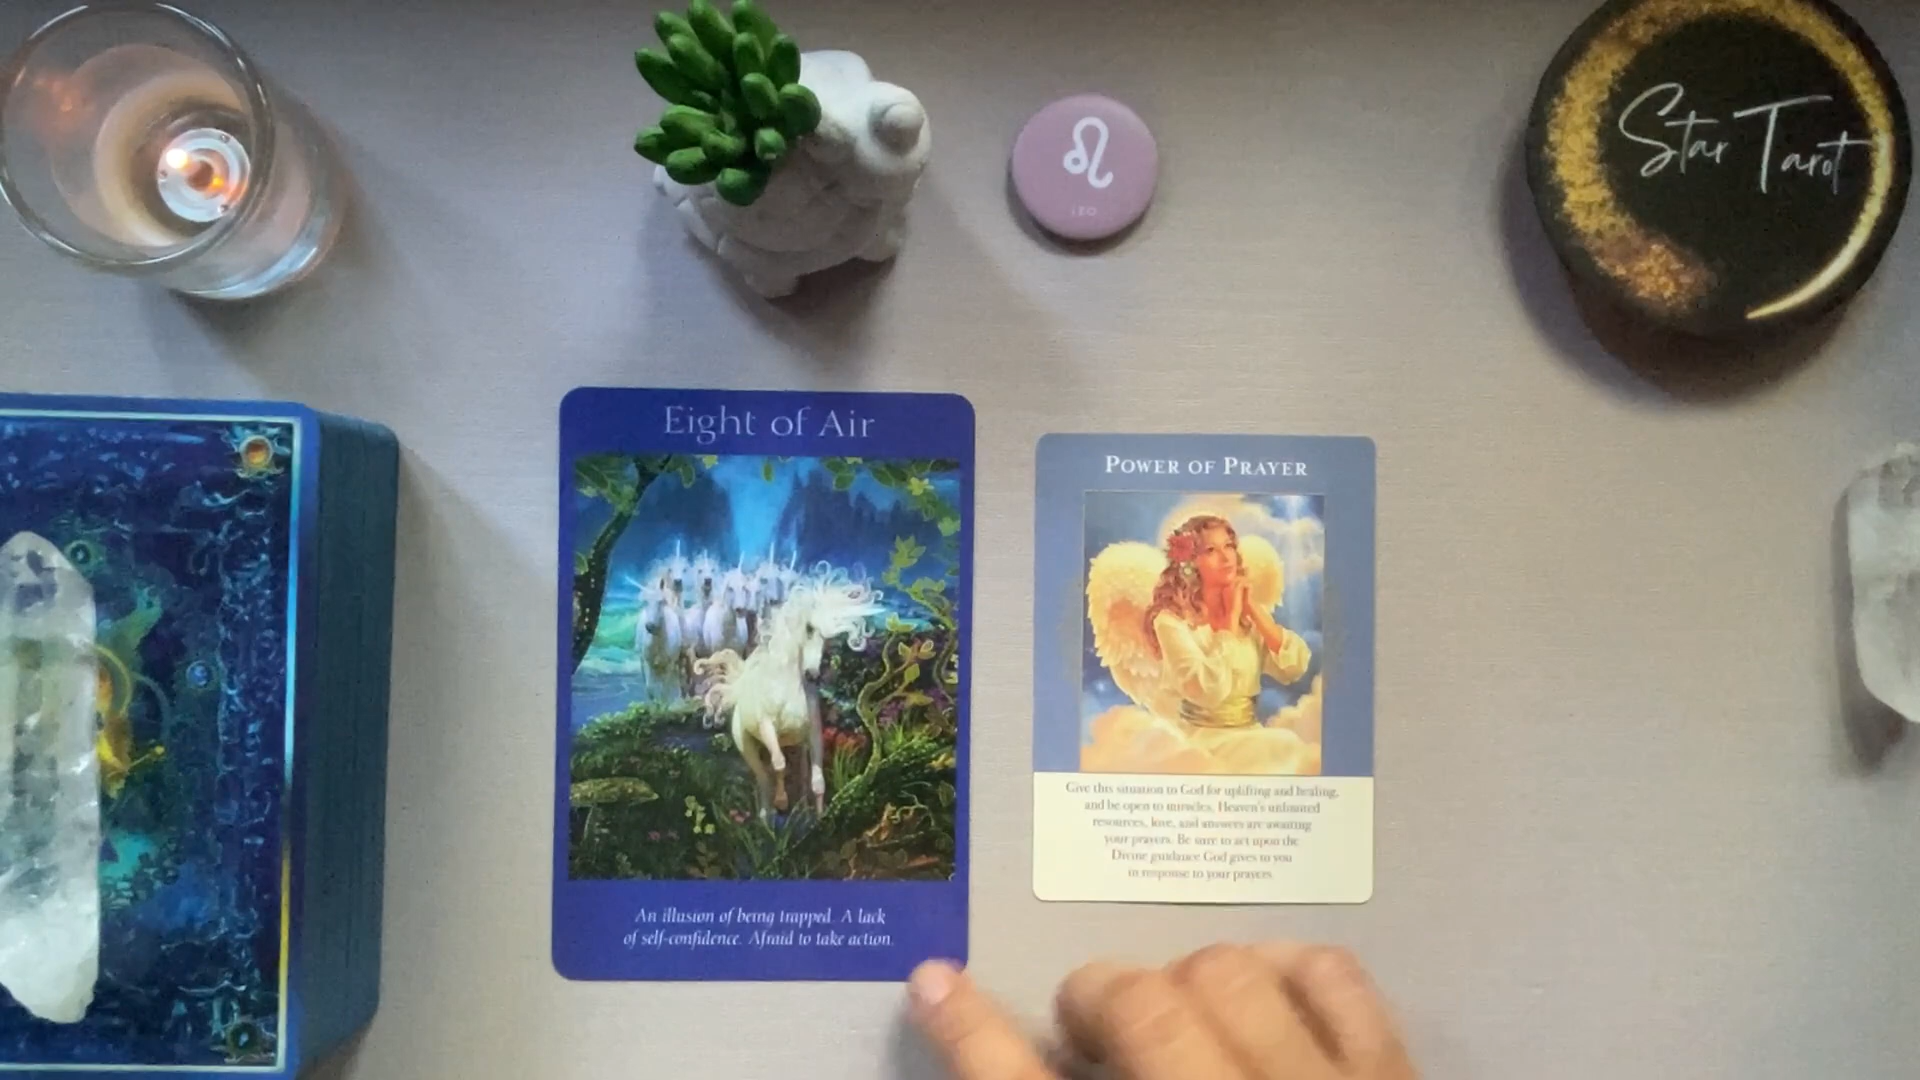 Star Tarot
LEO
Eight of Air
An illusion of being trapped. A lack
of self-confidence. Afraid to take action.
POWER OF PRAYER
Give this situation to God for uplifting and healing,
and be open to miracles. Heaven's unlimited
resources, love, and answers are awaiting
your prayers. Be sure to act upon the
Divine guidance God gives to you
in response to your prayers.